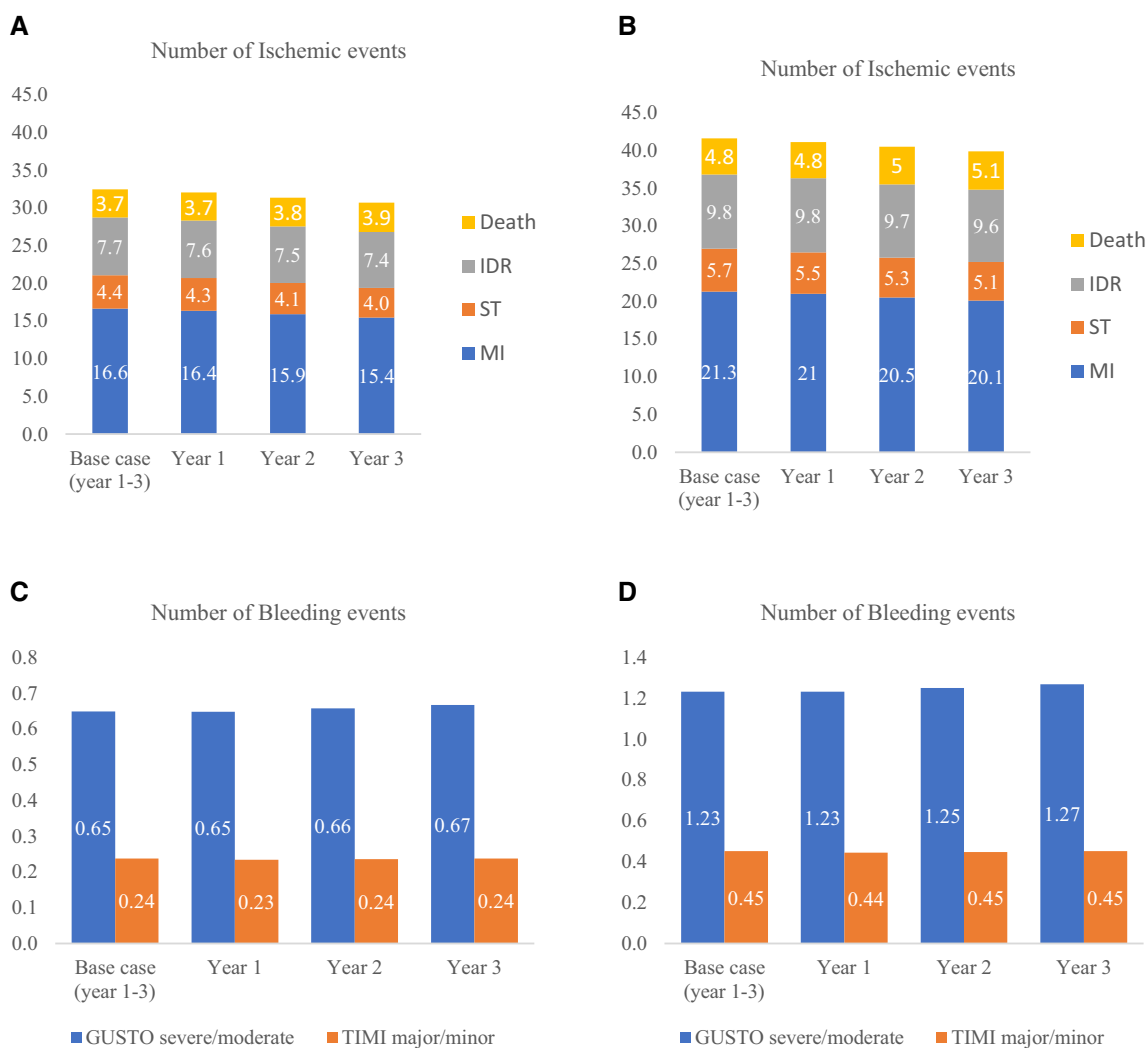 A
Number of Ischemic events
45.0
40.0
35.0
30.0
25.0
20.0
15.0
10.0
5.0
0.0
3.7 3.7 3.8 3.9
7.7 7.6 7.5 7.4
4.4 4.3 4.1 4.0
16.6 16.4 15.9 15.4
Base case Year 1 Year 2 Year 3
(year 1-3)
Death
IDR
ST
MI
B
Number of Ischemic events
45.0
40.0
35.0
30.0
25.0
20.0
15.0
10.0
5.0
0.0
4.8 4.8 5 5.1
9.8 9.8 9.7 9.6
5.7 5.5 5.3 5.1
21.3 21 20.5 20.1
Base case Year 1 Year 2 Year 3
(year 1-3)
Death
IDR
ST
MI
C
Number of Bleeding events
0.8
0.7
0.6
0.5
0.4
0.3
0.2
0.1
0.0
0.65 0.65 0.66 0.67
0.24 0.23 0.24 0.24
Base case Year 1 Year 2 Year 3
(year 1-3)
GUSTO severe/moderate TIMI major/minor
D
Number of Bleeding events
1.4
1.2
1.0
0.8
0.6
0.4
0.2
0.0
1.23 1.23 1.25 1.27
0.45 0.44 0.45 0.45
Base case Year 1 Year 2 Year 3
(year 1-3)
GUSTO severe/moderate TIMI major/minor